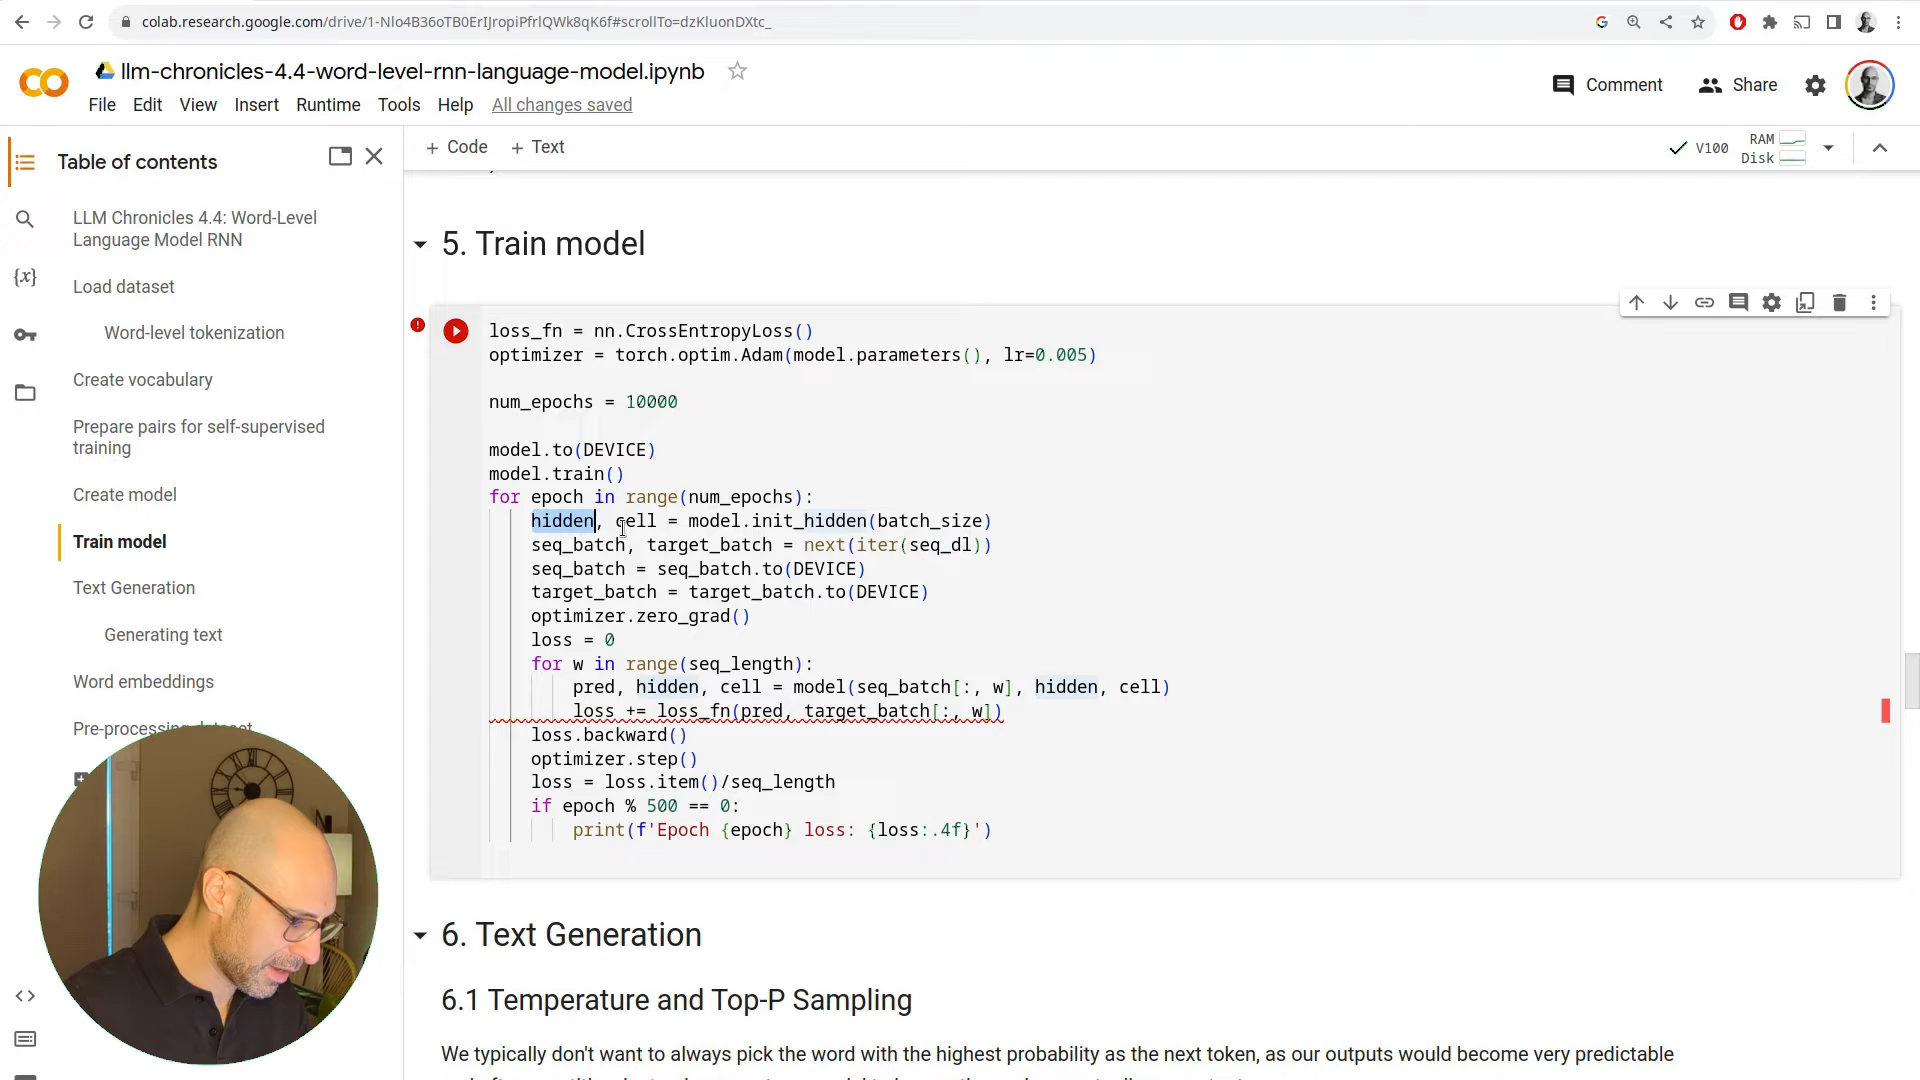 colab.research.google.com/drive/1-Nlo4B36oTB0ErIJropiPfrlQWk8qK6f#scrollTo=dzKluonDXtc_
llm-chronicles-4.4-word-level-rnn-language-model.ipynb
File Edit View Insert Runtime Tools Help All changes saved
Comment Share
Table of contents
+ Code + Text
V100 RAM
Disk
LLM Chronicles 4.4: Word-Level
Language Model RNN
Load dataset
Word-level tokenization
Create vocabulary
Prepare pairs for self-supervised
training
Create model
Train model
Text Generation
Generating text
Word embeddings
Pre-processing dataset
5. Train model
loss_fn = nn.CrossEntropyLoss()
optimizer = torch.optim.Adam(model.parameters(), lr=0.005)
num_epochs = 10000
model.to(DEVICE)
model.train()
for epoch in range(num_epochs):
hidden, cell = model.init_hidden(batch_size)
seq_batch, target_batch = next(iter(seq_dl))
seq_batch = seq_batch.to(DEVICE)
target_batch = target_batch.to(DEVICE)
optimizer.zero_grad()
loss = 0
for w in range(seq_length):
pred, hidden, cell = model(seq_batch[:, w], hidden, cell)
loss += loss_fn(pred, target_batch[:, w])
loss.backward()
optimizer.step()
loss = loss.item()/seq_length
if epoch % 500 == 0:
print(f'Epoch {epoch} loss: {loss:.4f}')
6. Text Generation
6.1 Temperature and Top-P Sampling
We typically don't want to always pick the word with the highest probability as the next token, as our outputs would become very predictable